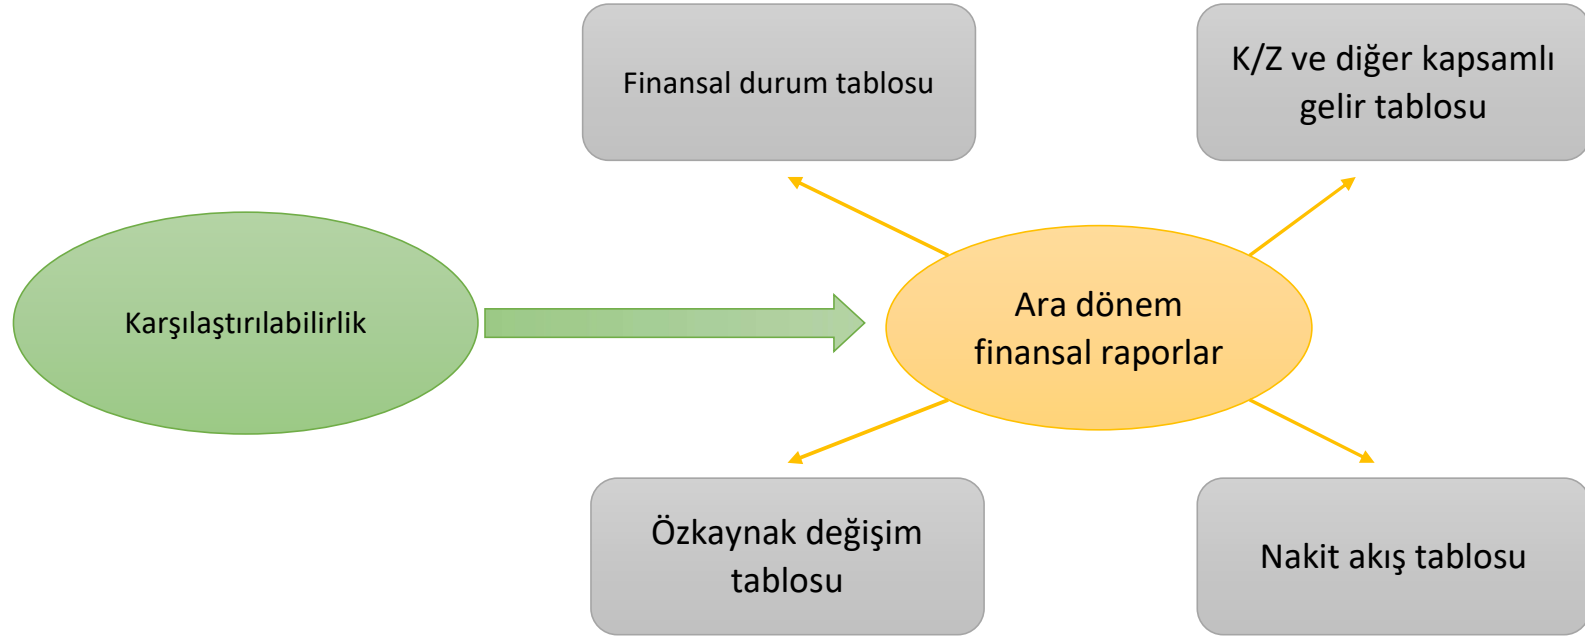 Finansal durum tablosu
K/Z ve diğer kapsamlı
gelir tablosu
Karşılaştırılabilirlik
Ara dönem
finansal raporlar
Özkaynak değişim
tablosu
Nakit akış tablosu